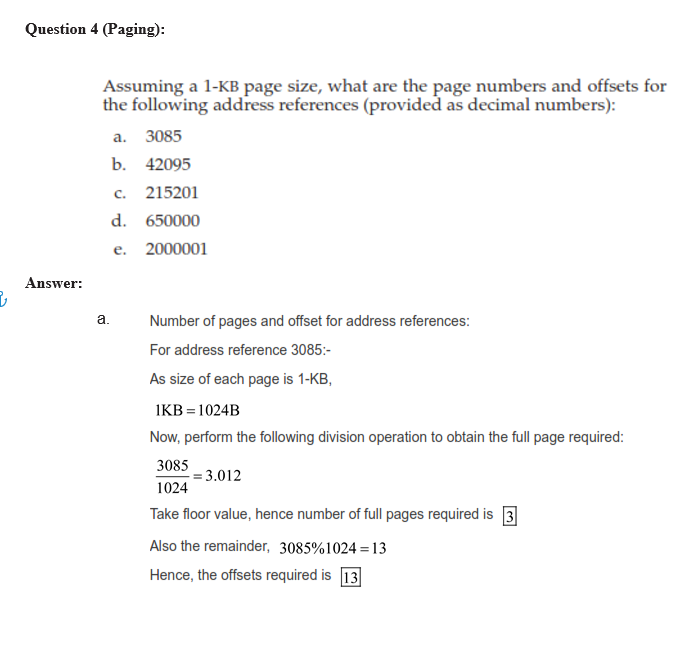 Question 4 (Paging):
Assuming a 1-KB page size, what are the page numbers and offsets for
the following address references (provided as decimal numbers):
a. 3085
b. 42095
c. 215201
d. 650000
e. 2000001
Answer:
a. Number of pages and offset for address references:
For address reference 3085:-
As size of each page is 1-KB,
1KB = 1024B
Now, perform the following division operation to obtain the full page required:
3085
1024
= 3.012
Take floor value, hence number of full pages required is 3
Also the remainder, 3085%1024 = 13
Hence, the offsets required is 13